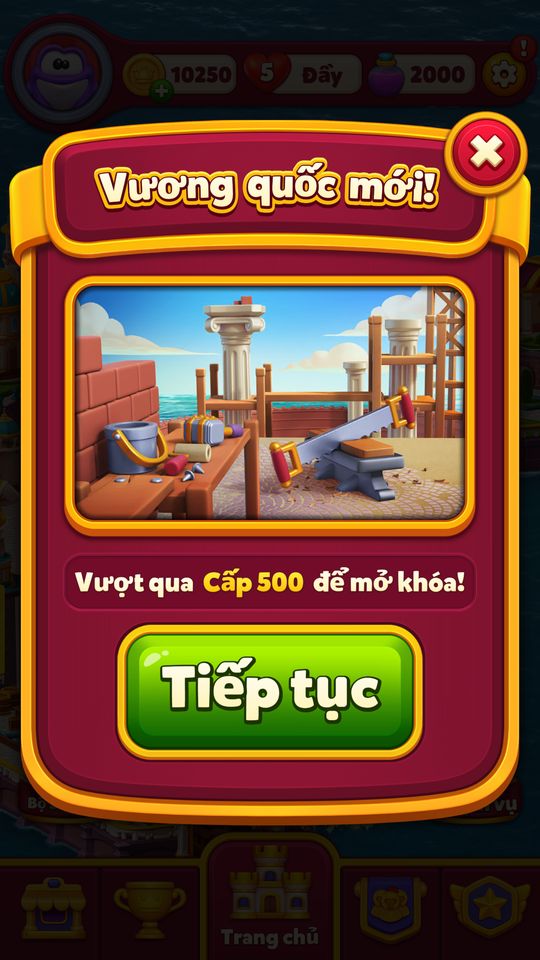 10250
5
Đầy
2000
!
Vương quốc mới!
Vượt qua Cấp 500 để mở khóa!
Tiếp tục
Trang chủ